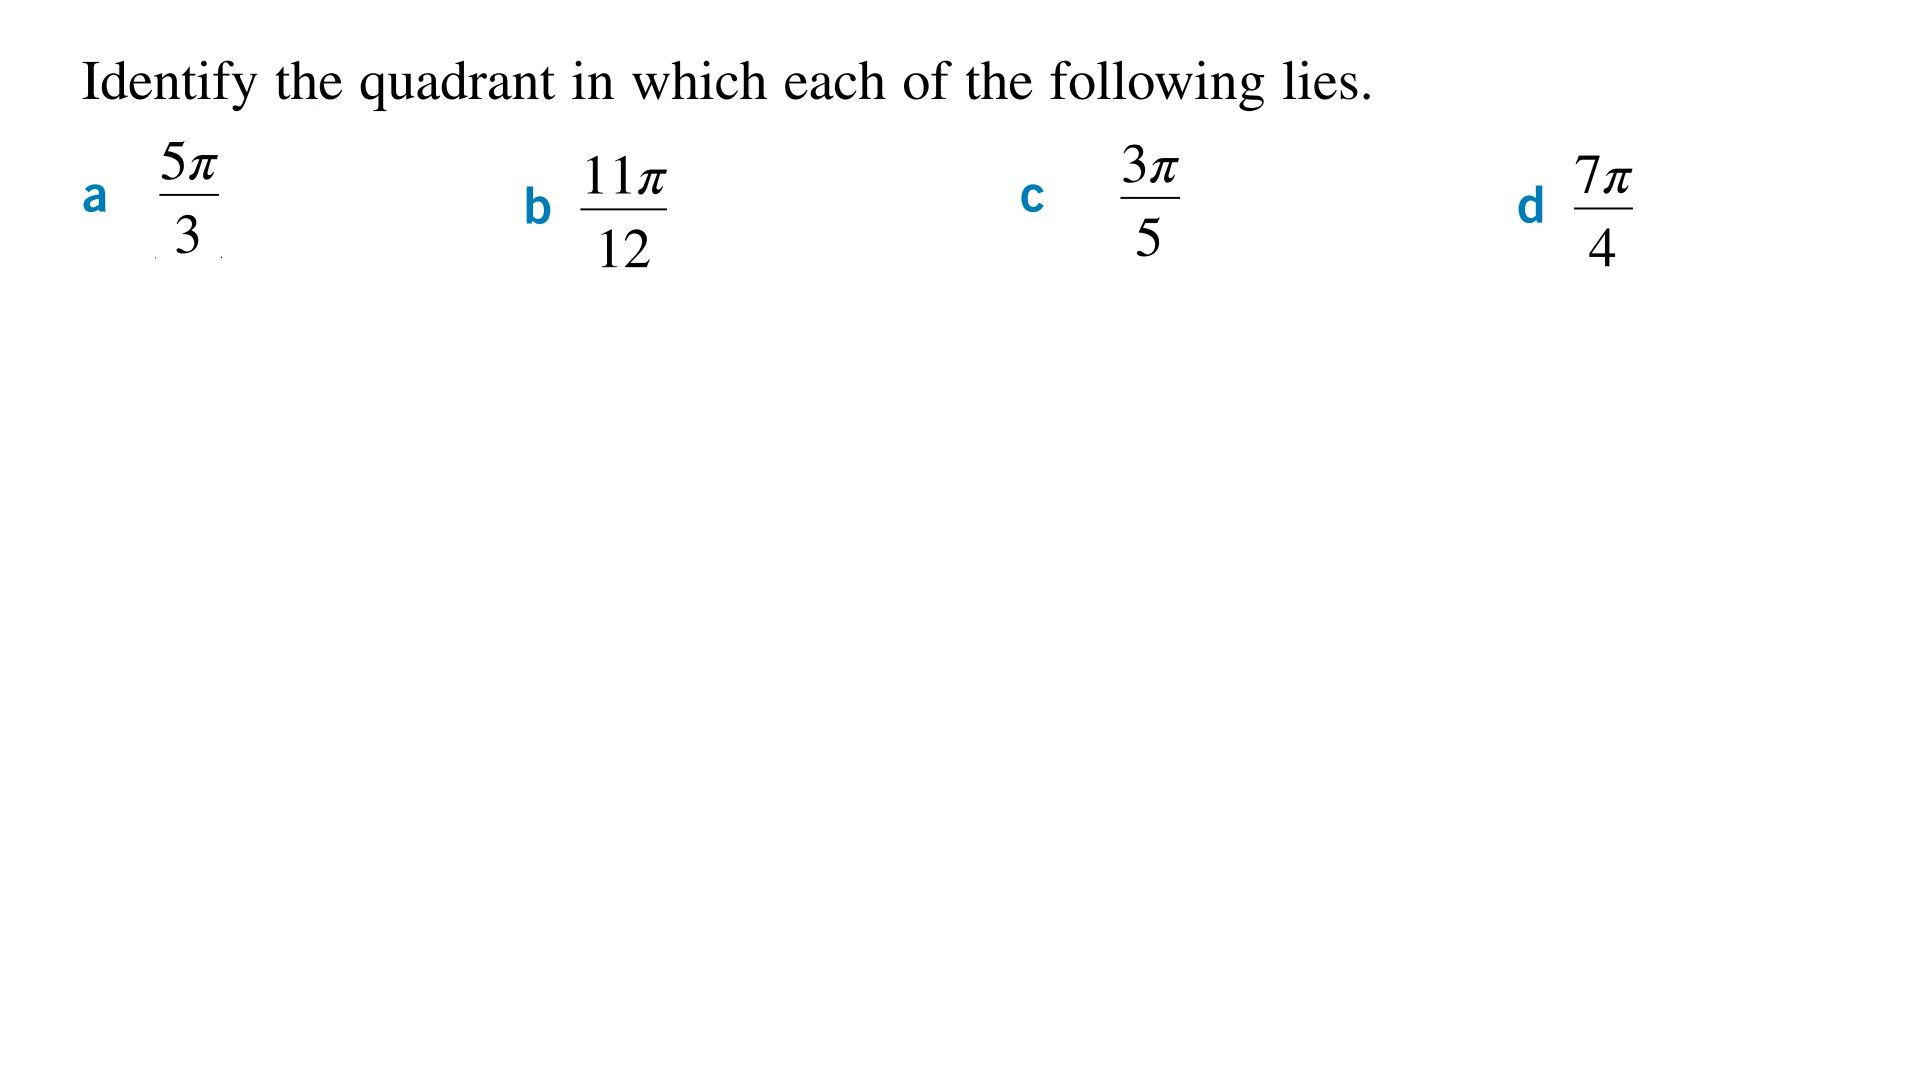 Identify the quadrant in which each of the following lies.
a 5π/3 b 11π/12 c 3π/5 d 7π/4